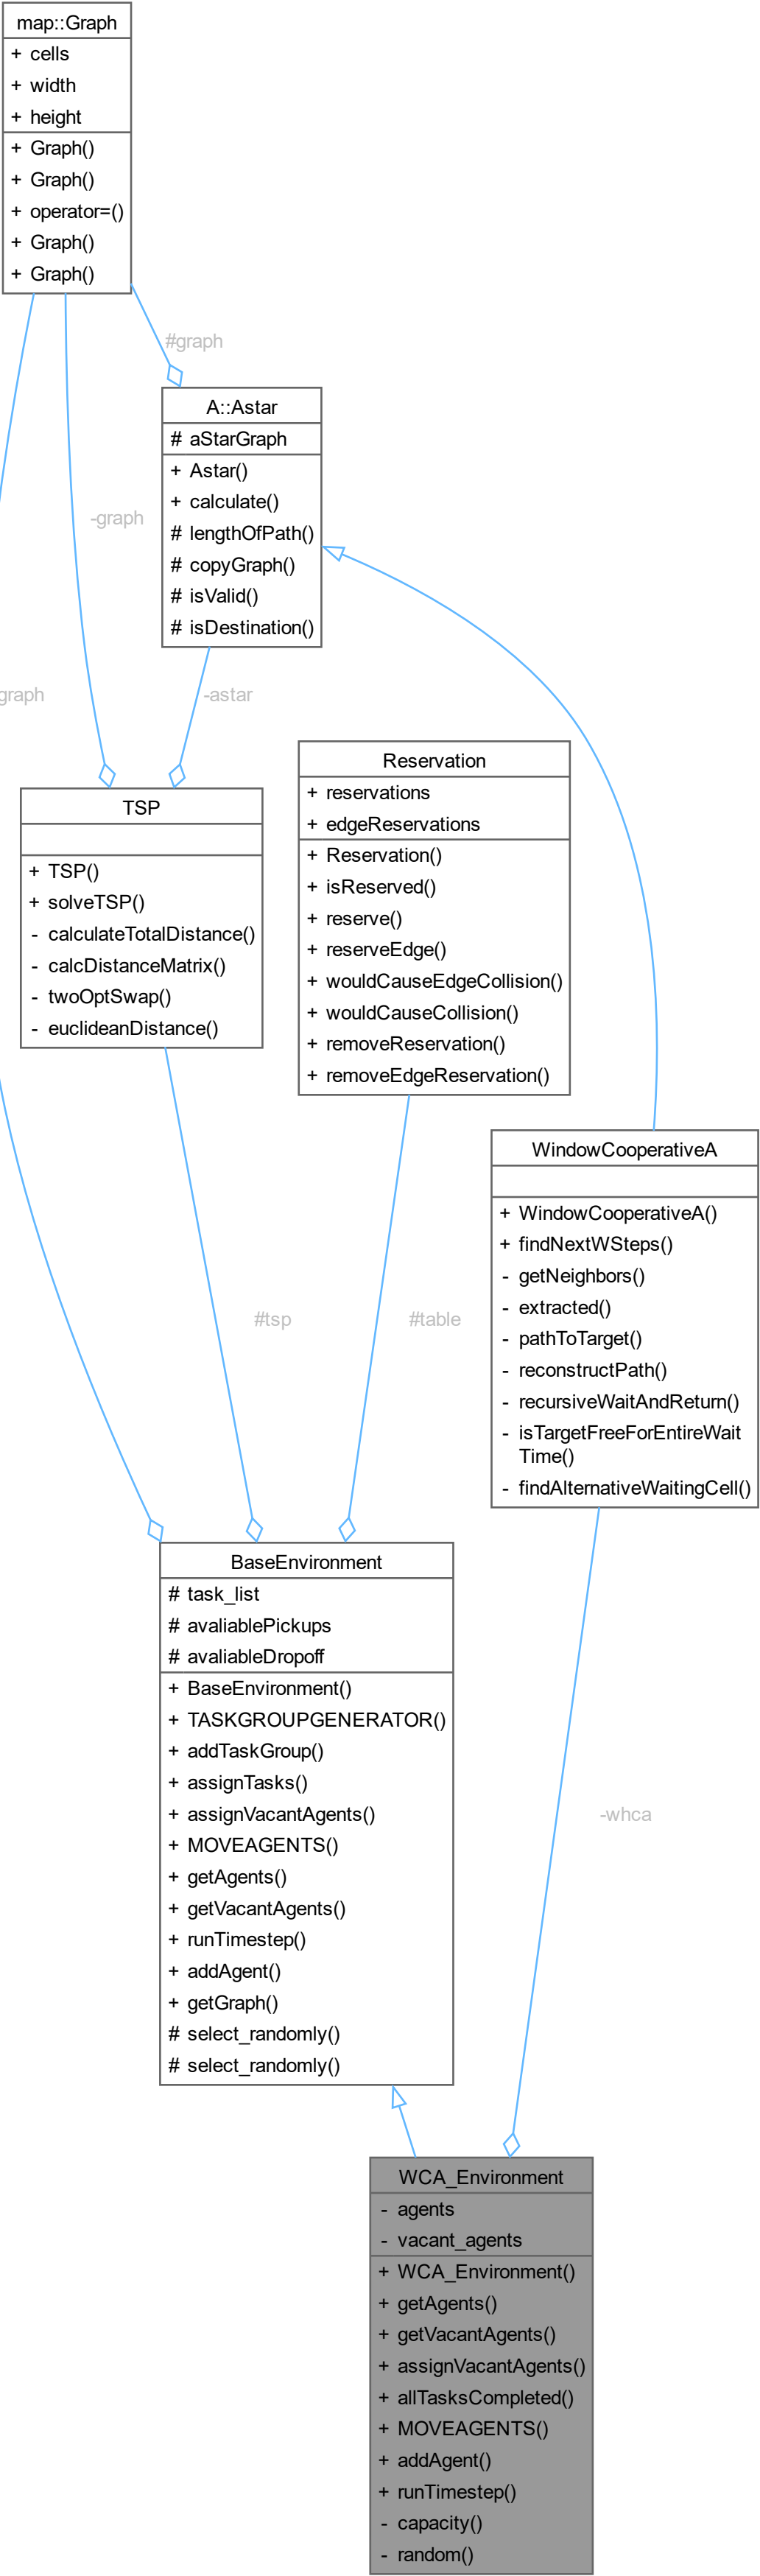 map::Graph
+ cells
+ width
+ height
+ Graph()
+ Graph()
+ operator=()
+ Graph()
+ Graph()
#graph
A::Astar
# aStarGraph
+ Astar()
+ calculate()
# lengthOfPath()
# copyGraph()
# isValid()
# isDestination()
-graph
-astar
graph
Reservation
+ reservations
+ edgeReservations
+ Reservation()
+ isReserved()
+ reserve()
+ reserveEdge()
+ wouldCauseEdgeCollision()
+ wouldCauseCollision()
+ removeReservation()
+ removeEdgeReservation()
TSP
+ TSP()
+ solveTSP()
- calculateTotalDistance()
- calcDistanceMatrix()
- twoOptSwap()
- euclideanDistance()
WindowCooperativeA
+ WindowCooperativeA()
+ findNextWSteps()
- getNeighbors()
- extracted()
- pathToTarget()
- reconstructPath()
- recursiveWaitAndReturn()
- isTargetFreeForEntireWait
Time()
- findAlternativeWaitingCell()
#tsp
#table
BaseEnvironment
# task_list
# avaliablePickups
# avaliableDropoff
+ BaseEnvironment()
+ TASKGROUPGENERATOR()
+ addTaskGroup()
+ assignTasks()
+ assignVacantAgents()
+ MOVEAGENTS()
+ getAgents()
+ getVacantAgents()
+ runTimestep()
+ addAgent()
+ getGraph()
# select_randomly()
# select_randomly()
-whca
WCA_Environment
- agents
- vacant_agents
+ WCA_Environment()
+ getAgents()
+ getVacantAgents()
+ assignVacantAgents()
+ allTasksCompleted()
+ MOVEAGENTS()
+ addAgent()
+ runTimestep()
- capacity()
- random()